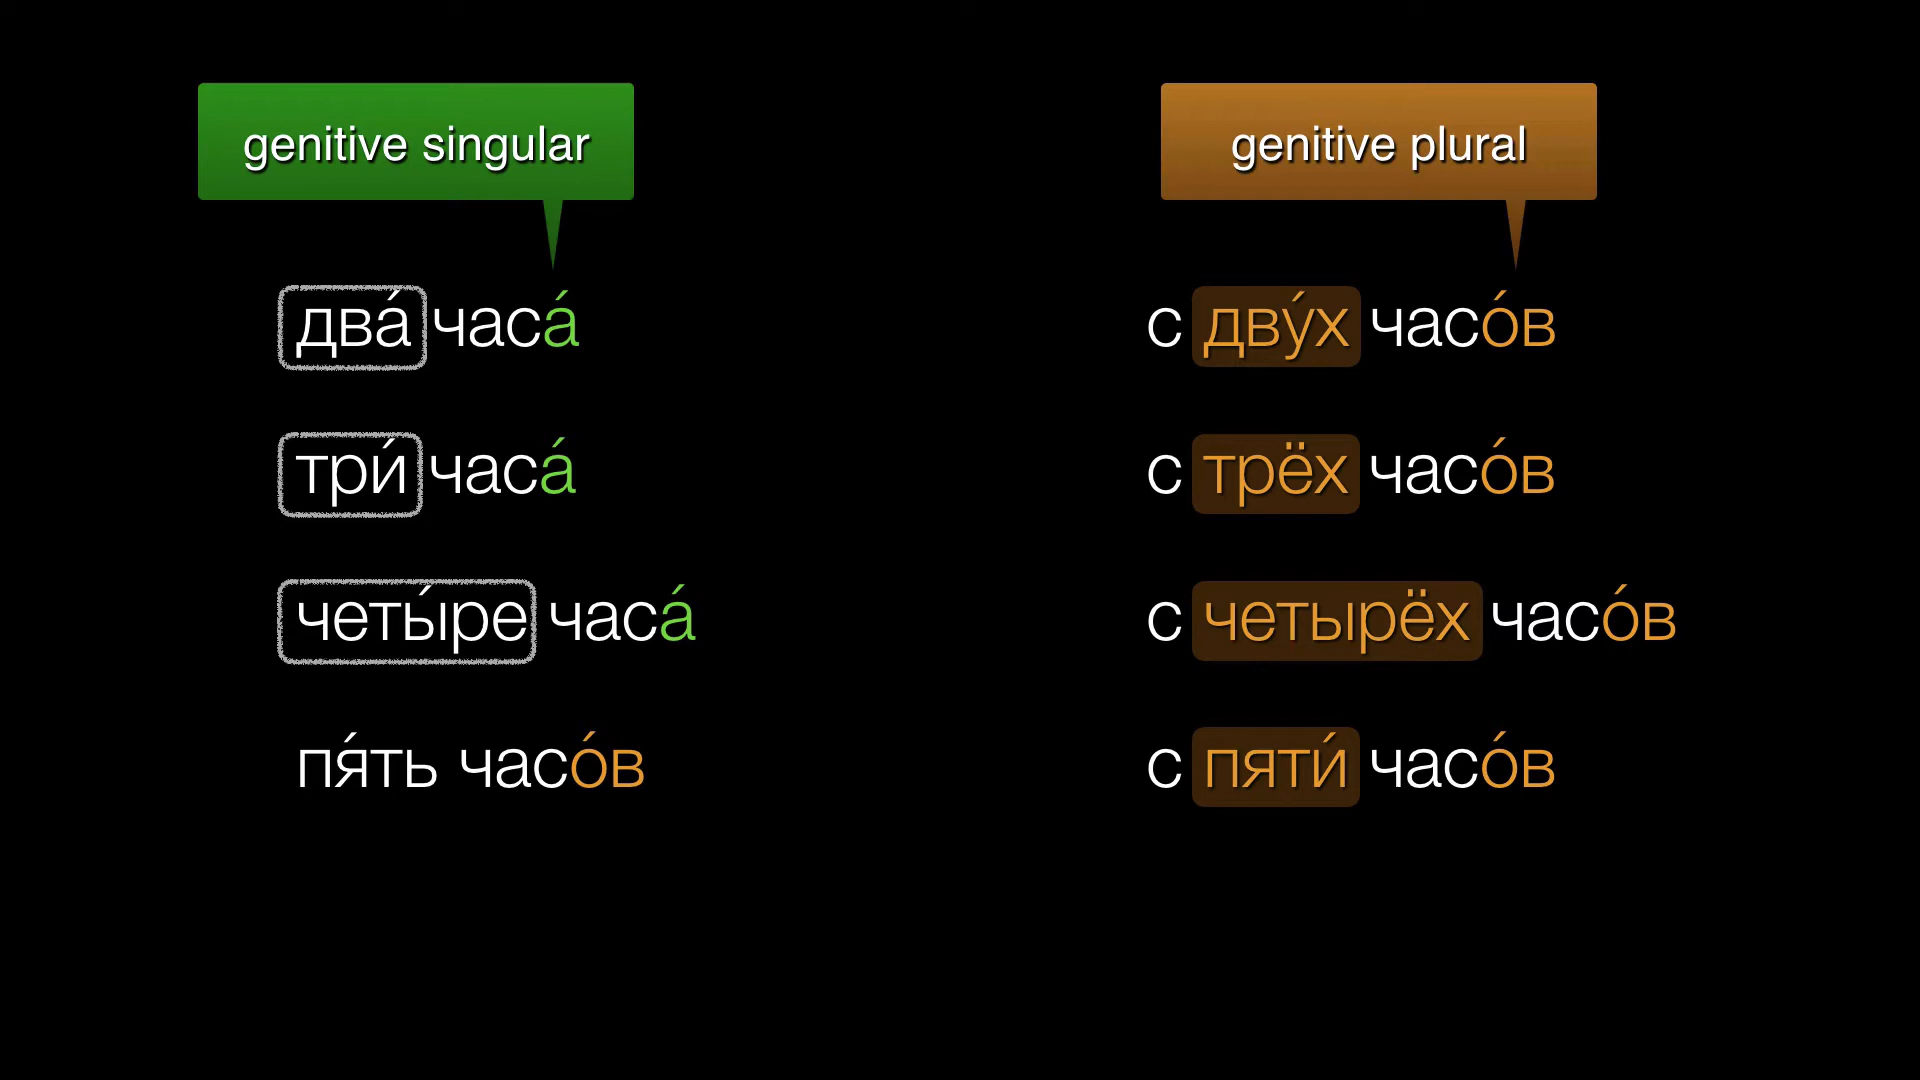 genitive singular
genitive plural
два́ часа́
с дву́х часо́в
три́ часа́
с трёх часо́в
четы́ре часа́
с четырёх часо́в
пя́ть часо́в
с пяти́ часо́в